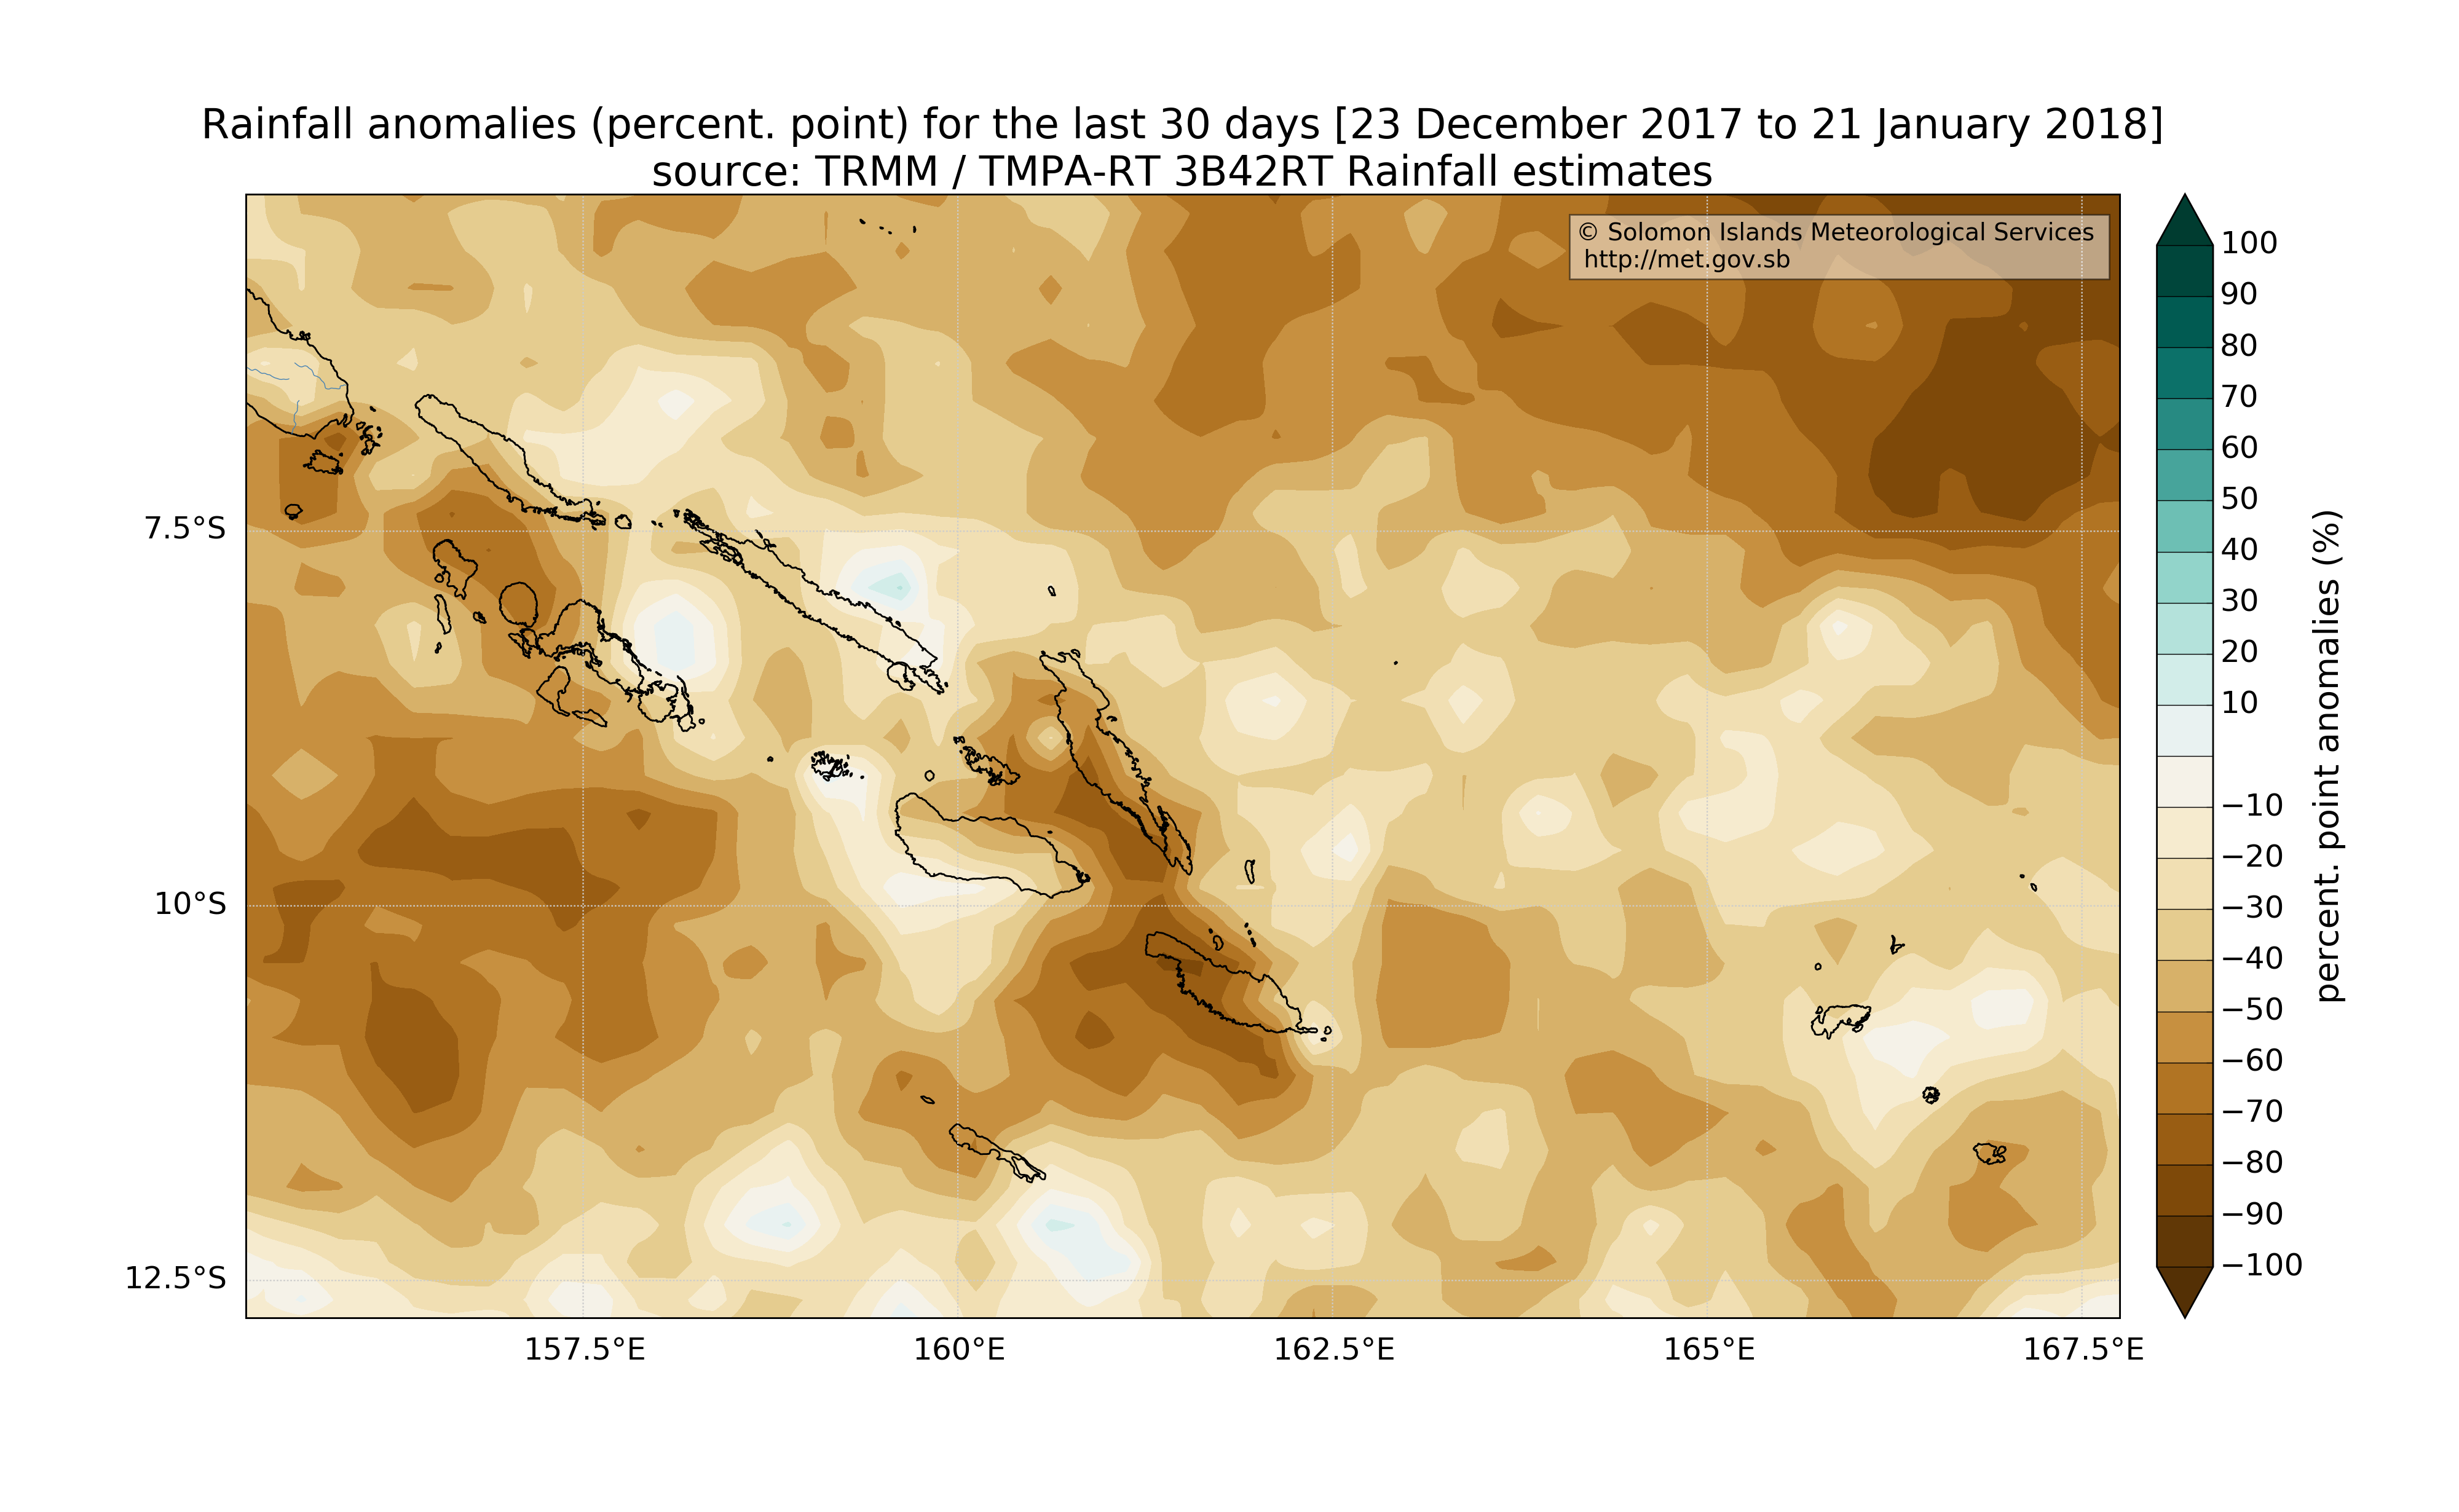 Rainfall anomalies (percent. point) for the last 30 days [23 December 2017 to 21 January 2018]
source: TRMM / TMPA-RT 3B42RT Rainfall estimates
© Solomon Islands Meteorological Services
http://met.gov.sb
7.5°S
10°S
12.5°S
157.5°E
160°E
162.5°E
165°E
167.5°E
100
90
80
70
60
50
40
30
20
10
−10
−20
−30
−40
−50
−60
−70
−80
−90
−100
percent. point anomalies (%)